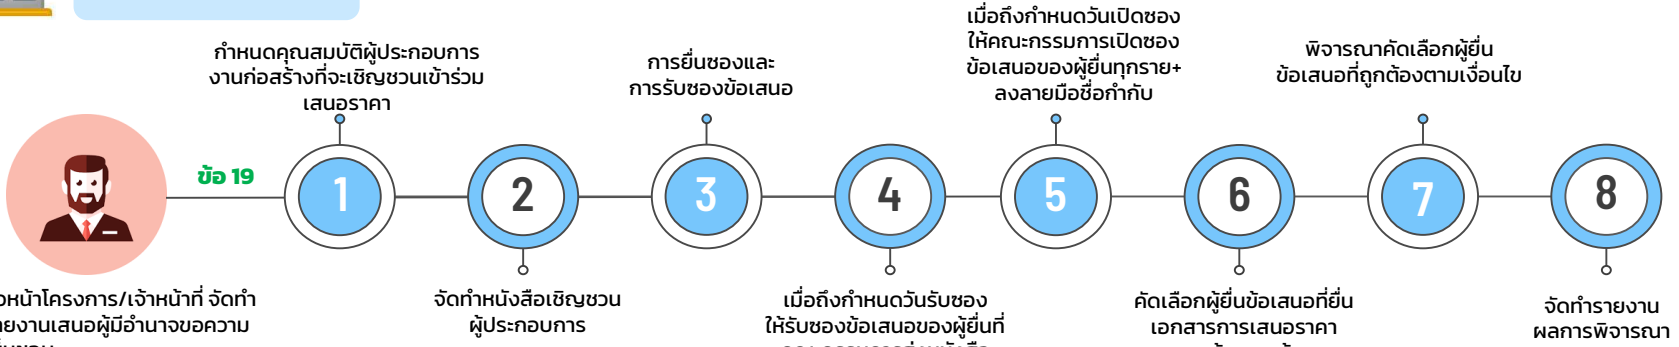 กำหนดคุณสมบัติผู้ประกอบการ
งานก่อสร้างที่จะเชิญชวนเข้าร่วม
เสนอราคา
การยื่นซองและ
การรับซองข้อเสนอ
เมื่อถึงกำหนดวันเปิดซอง
ให้คณะกรรมการเปิดซอง
ข้อเสนอของผู้ยื่นทุกราย+
ลงลายมือชื่อกำกับ
พิจารณาคัดเลือกผู้ยื่น
ข้อเสนอที่ถูกต้องตามเงื่อนไข
ข้อ 19
1
2
3
4
5
6
7
8
หน้าโครงการ/เจ้าหน้าที่ จัดทำ
ยงานเสนอผู้มีอำนาจขอความ
จัดทำหนังสือเชิญชวน
ผู้ประกอบการ
เมื่อถึงกำหนดวันรับซอง
ให้รับซองข้อเสนอของผู้ยื่นที่
คัดเลือกผู้ยื่นข้อเสนอที่ยื่น
เอกสารการเสนอราคา
จัดทำรายงาน
ผลการพิจารณา